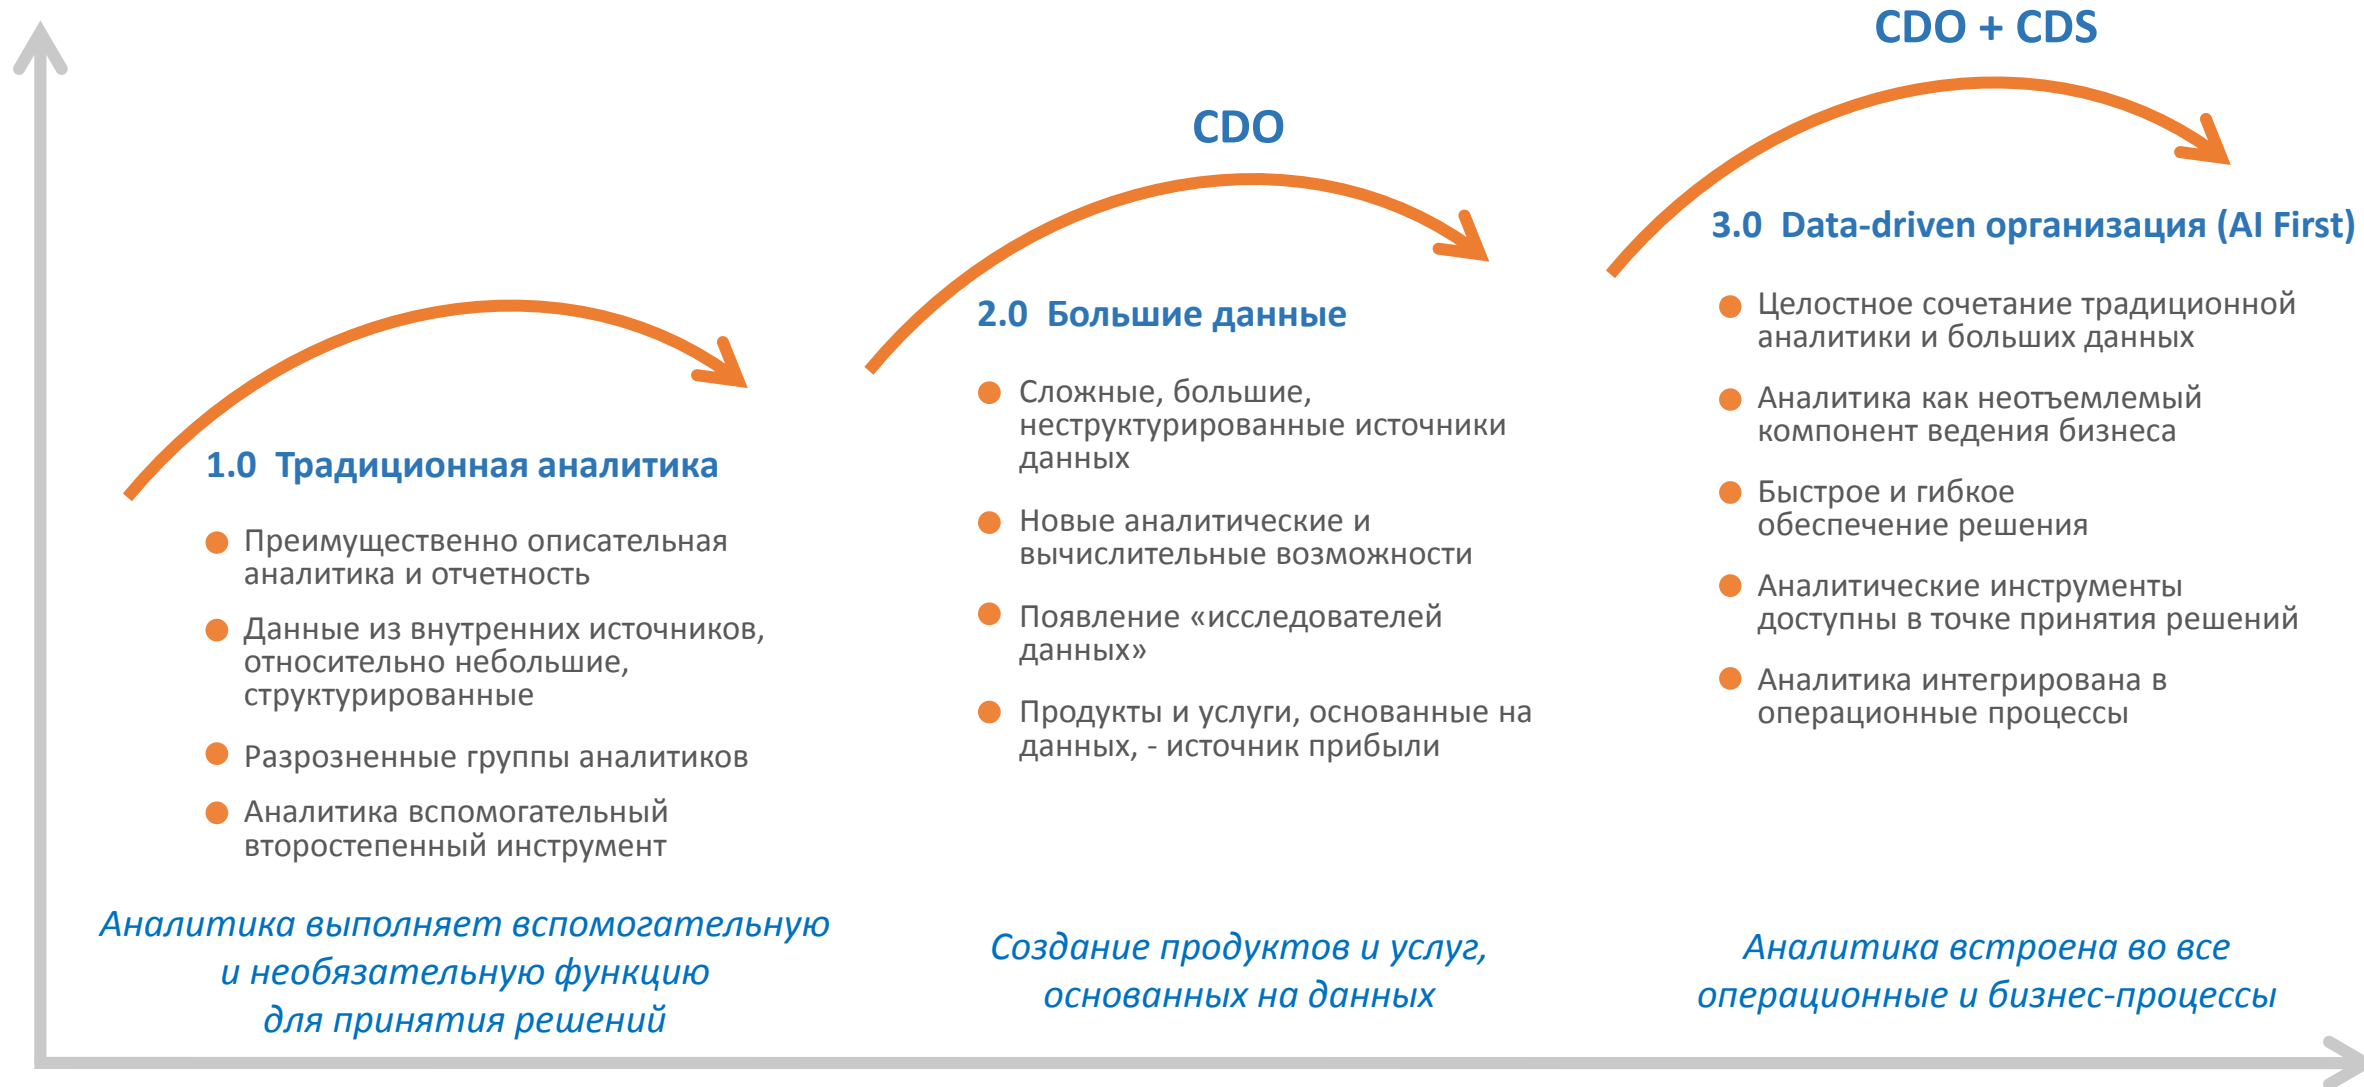 1.0 Традиционная аналитика
Преимущественно описательная
аналитика и отчетность
Данные из внутренних источников,
относительно небольшие,
структурированные
Разрозненные группы аналитиков
Аналитика вспомогательный
второстепенный инструмент
Аналитика выполняет вспомогательную
и необязательную функцию
для принятия решений
CDO
2.0 Большие данные
Сложные, большие,
неструктурированные источники
данных
Новые аналитические и
вычислительные возможности
Появление «исследователей
данных»
Продукты и услуги, основанные на
данных, - источник прибыли
Создание продуктов и услуг,
основанных на данных
CDO + CDS
3.0 Data-driven организация (AI First)
Целостное сочетание традиционной
аналитики и больших данных
Аналитика как неотъемлемый
компонент ведения бизнеса
Быстрое и гибкое
обеспечение решения
Аналитические инструменты
доступны в точке принятия решений
Аналитика интегрирована в
операционные процессы
Аналитика встроена во все
операционные и бизнес-процессы